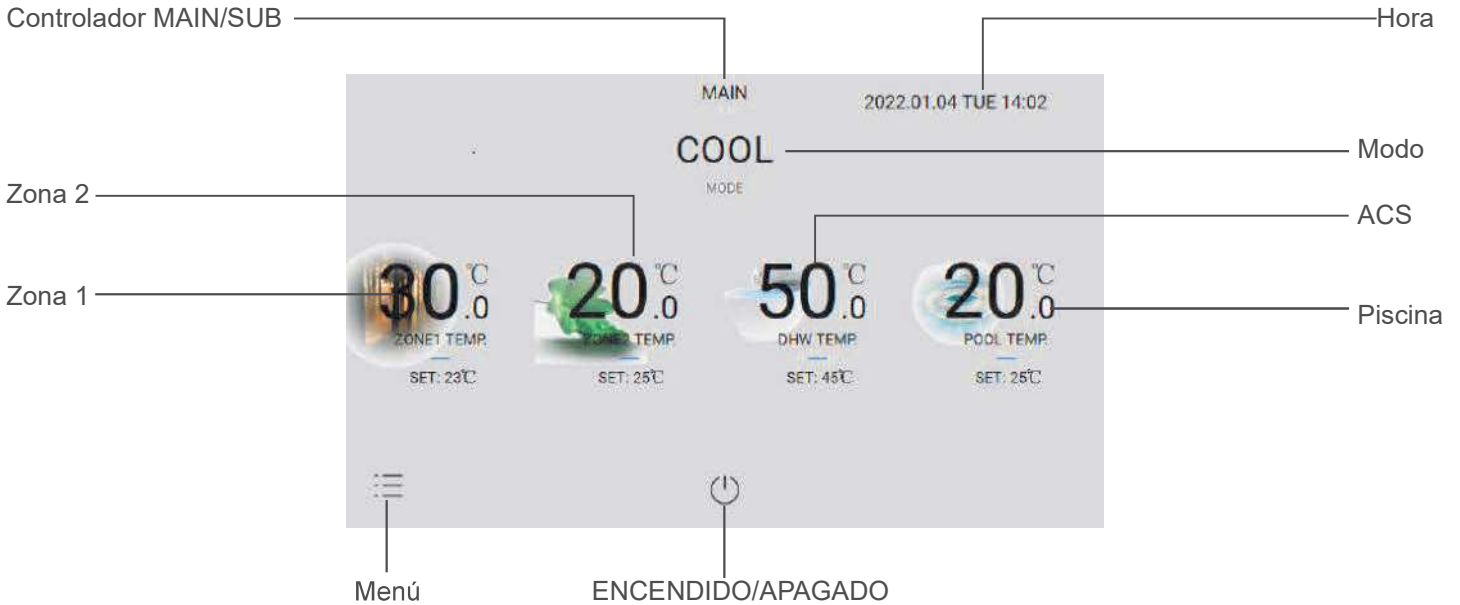 Controlador MAIN/SUB
Hora
MAIN
2022.01.04 TUE 14:02
COOL
Modo
MODE
Zona 2
ACS
30.0 °C
20.0 °C
50.0 °C
20.0 °C
Zona 1
Piscina
ZONE1 TEMP.
ZONE2 TEMP.
DHW TEMP.
POOL TEMP.
SET: 23℃
SET: 25℃
SET: 45℃
SET: 25℃
Menú
ENCENDIDO/APAGADO